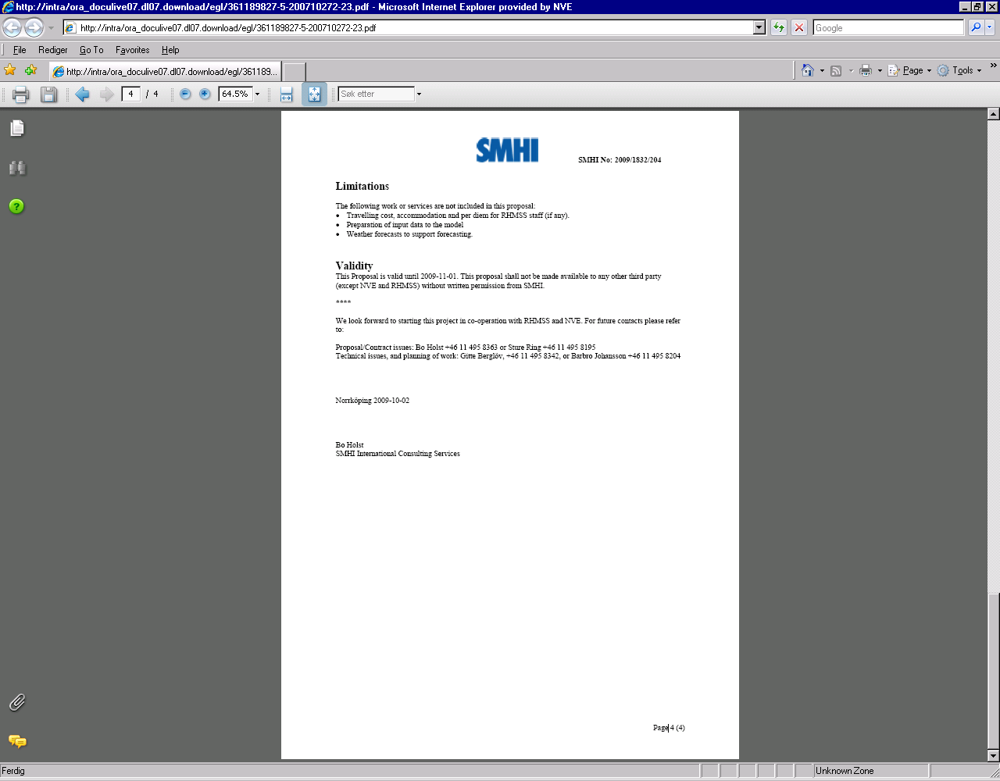 http://intra/ora_doculive07.dl07.download/egl/361189827-5-200710272-23.pdf - Microsoft Internet Explorer provided by NVE
http://intra/ora_doculive07.dl07.download/egl/361189827-5-200710272-23.pdf
Google
File Rediger Go To Favorites Help
http://intra/ora_doculive07.dl07.download/egl/361189...
Page Tools »
4 / 4 64.5% Søk etter
SMHI
SMHI No: 2009/1832/204
Limitations
The following work or services are not included in this proposal:
• Travelling cost, accommodation and per diem for RHMSS staff (if any).
• Preparation of input data to the model
• Weather forecasts to support forecasting.
Validity
This Proposal is valid until 2009-11-01. This proposal shall not be made available to any other third party
(except NVE and RHMSS) without written permission from SMHI.
****
We look forward to starting this project in co-operation with RHMSS and NVE. For future contacts please refer
to:
Proposal/Contract issues: Bo Holst +46 11 495 8363 or Sture Ring +46 11 495 8195
Technical issues, and planning of work: Gitte Berglöv, +46 11 495 8342, or Barbro Johansson +46 11 495 8204
Norrköping 2009-10-02
Bo Holst
SMHI International Consulting Services
Page 4 (4)
Ferdig
Unknown Zone